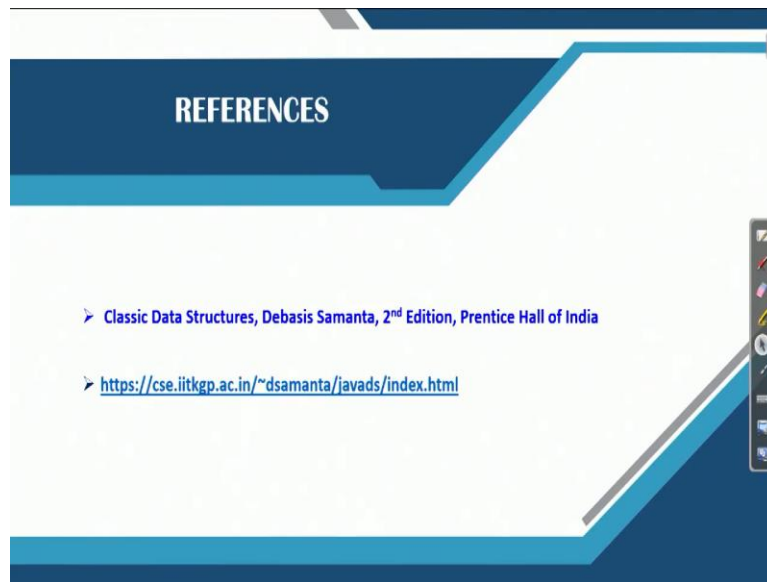 REFERENCES
➢ Classic Data Structures, Debasis Samanta, 2nd Edition, Prentice Hall of India
➢ https://cse.iitkgp.ac.in/~dsamanta/javads/index.html